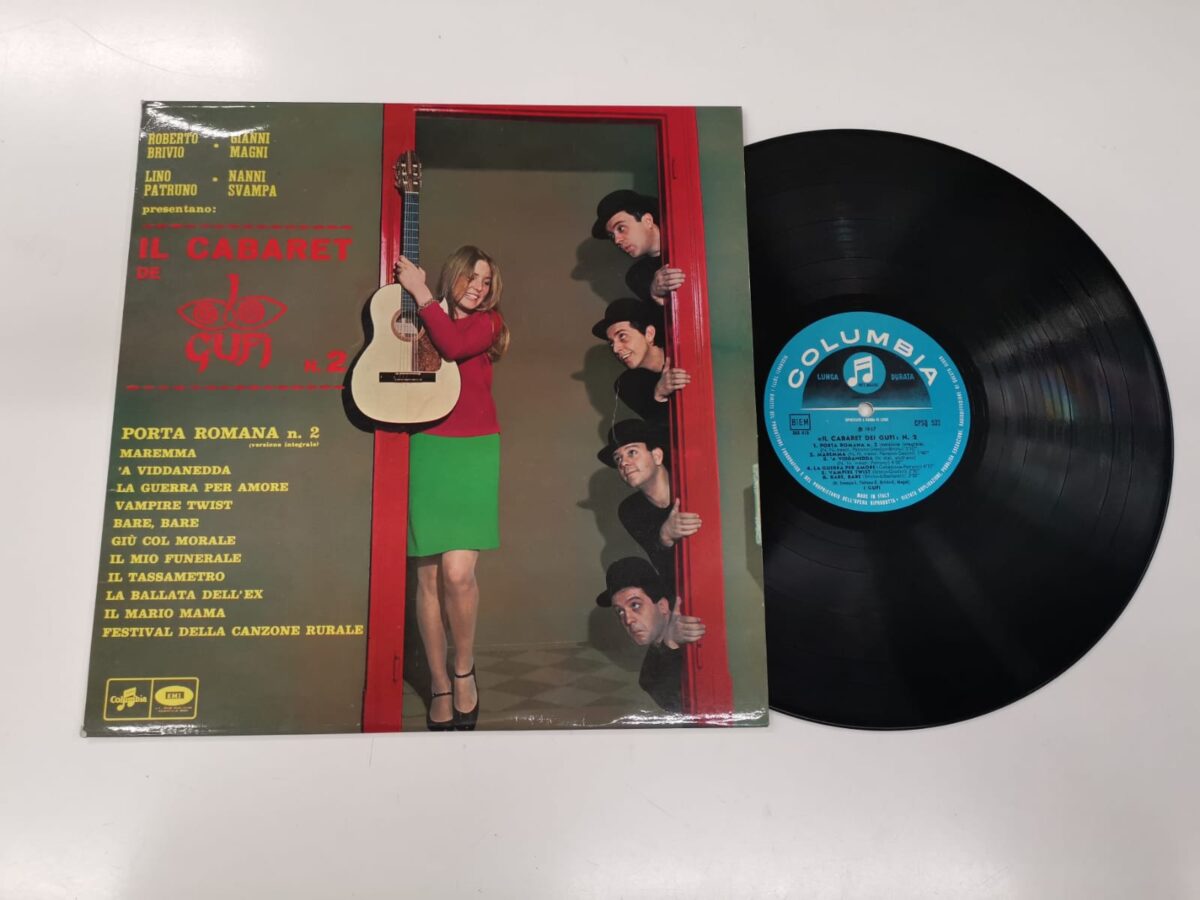 ROBERTO • GIANNI
BRIVIO MAGNI
LINO • NANNI
PATRUNO SVAMPA
presentano:
IL CABARET
DE
I GUFI
N.2
PORTA ROMANA n. 2
(versione integrale)
MAREMMA
'A VIDDANEDDA
LA GUERRA PER AMORE
VAMPIRE TWIST
BARE, BARE
GIÙ COL MORALE
IL MIO FUNERALE
IL TASSAMETRO
LA BALLATA DELL'EX
IL MARIO MAMA
FESTIVAL DELLA CANZONE RURALE
Columbia
EMI
COLUMBIA
LUNGA DURATA
BIEM
℗ 1967
«IL CABARET DEI GUFI» N. 2
1. PORTA ROMANA n. 2 (versione integrale)
2. MAREMMA
3. 'A VIDDANEDDA
4. LA GUERRA PER AMORE
5. VAMPIRE TWIST
6. BARE, BARE
I GUFI
MADE IN ITALY